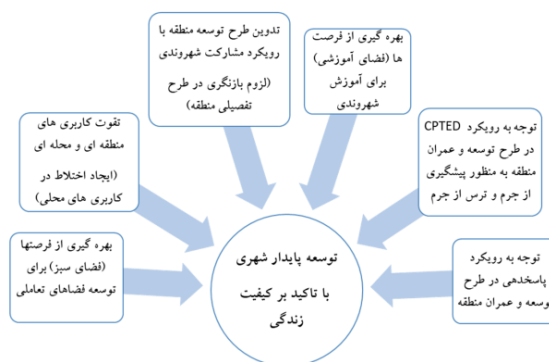 تدوین طرح توسعه منطقه با
رویکرد مشارکت شهروندی
(لزوم بازنگری در طرح
تفصیلی منطقه)
بهره گیری از فرصت
ها (فضای آموزشی)
برای آموزش
شهروندی
تقوت کاربری های
منطقه ای و محله ای
(ایجاد اختلاط در
کاربری های محلی)
توجه به رویکرد CPTED
در طرح توسعه و عمران
منطقه به منظور پیشگیری
از جرم و ترس از جرم
بهره گیری از فرصتها
(فضای سبز) برای
توسعه فضاهای تعاملی
توجه به رویکرد
پاسخدهی در طرح
توسعه و عمران منطقه
توسعه پایدار شهری
با تاکید بر کیفیت
زندگی